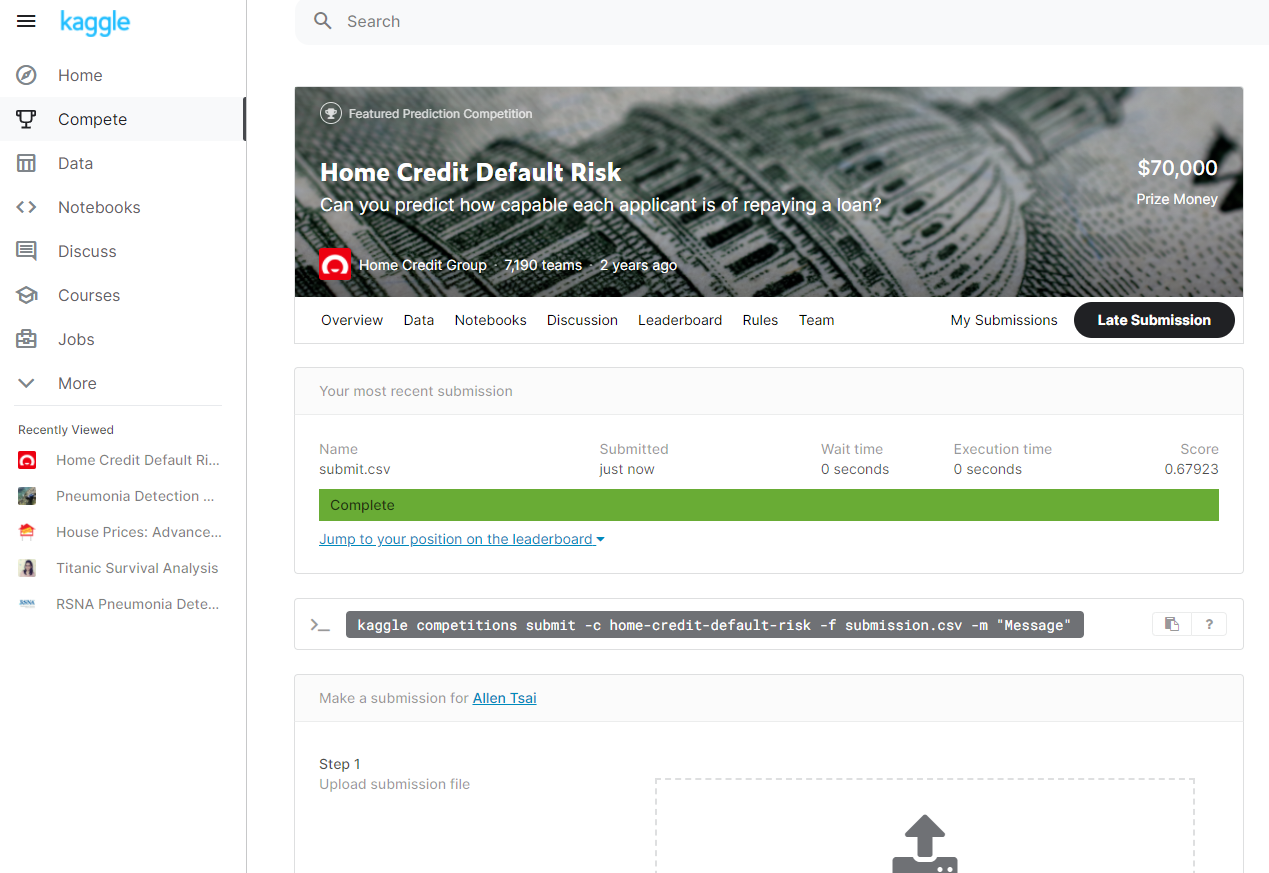 kaggle
Search
Home
Compete
Data
Notebooks
Discuss
Courses
Jobs
More
Recently Viewed
Home Credit Default Ri...
Pneumonia Detection ...
House Prices: Advance...
Titanic Survival Analysis
RSNA Pneumonia Dete...
Featured Prediction Competition
Home Credit Default Risk
Can you predict how capable each applicant is of repaying a loan?
$70,000
Prize Money
Home Credit Group · 7,190 teams · 2 years ago
Overview Data Notebooks Discussion Leaderboard Rules Team My Submissions Late Submission
Your most recent submission
Name Submitted Wait time Execution time Score
submit.csv just now 0 seconds 0 seconds 0.67923
Complete
Jump to your position on the leaderboard
kaggle competitions submit -c home-credit-default-risk -f submission.csv -m "Message"
?
Make a submission for Allen Tsai
Step 1
Upload submission file